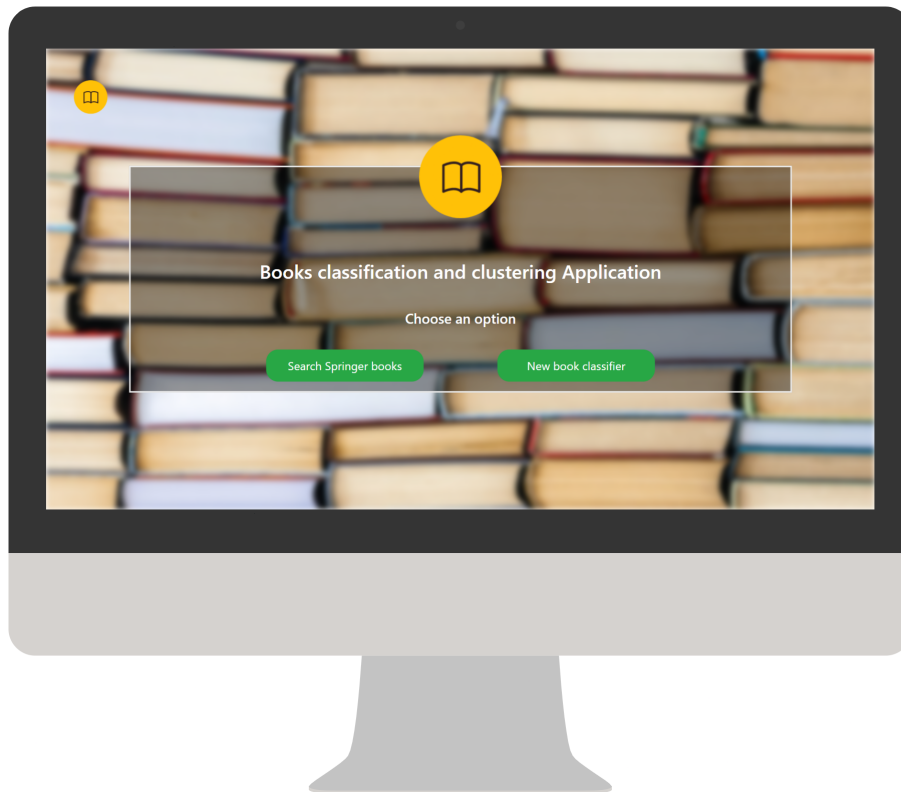 Books classification and clustering Application
Choose an option
Search Springer books
New book classifier